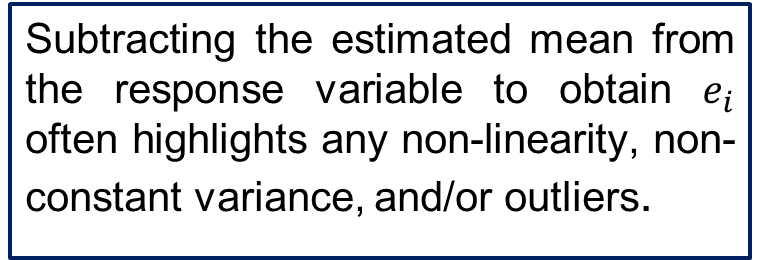 Subtracting the estimated mean from
the response variable to obtain eᵢ
often highlights any non-linearity, non-
constant variance, and/or outliers.